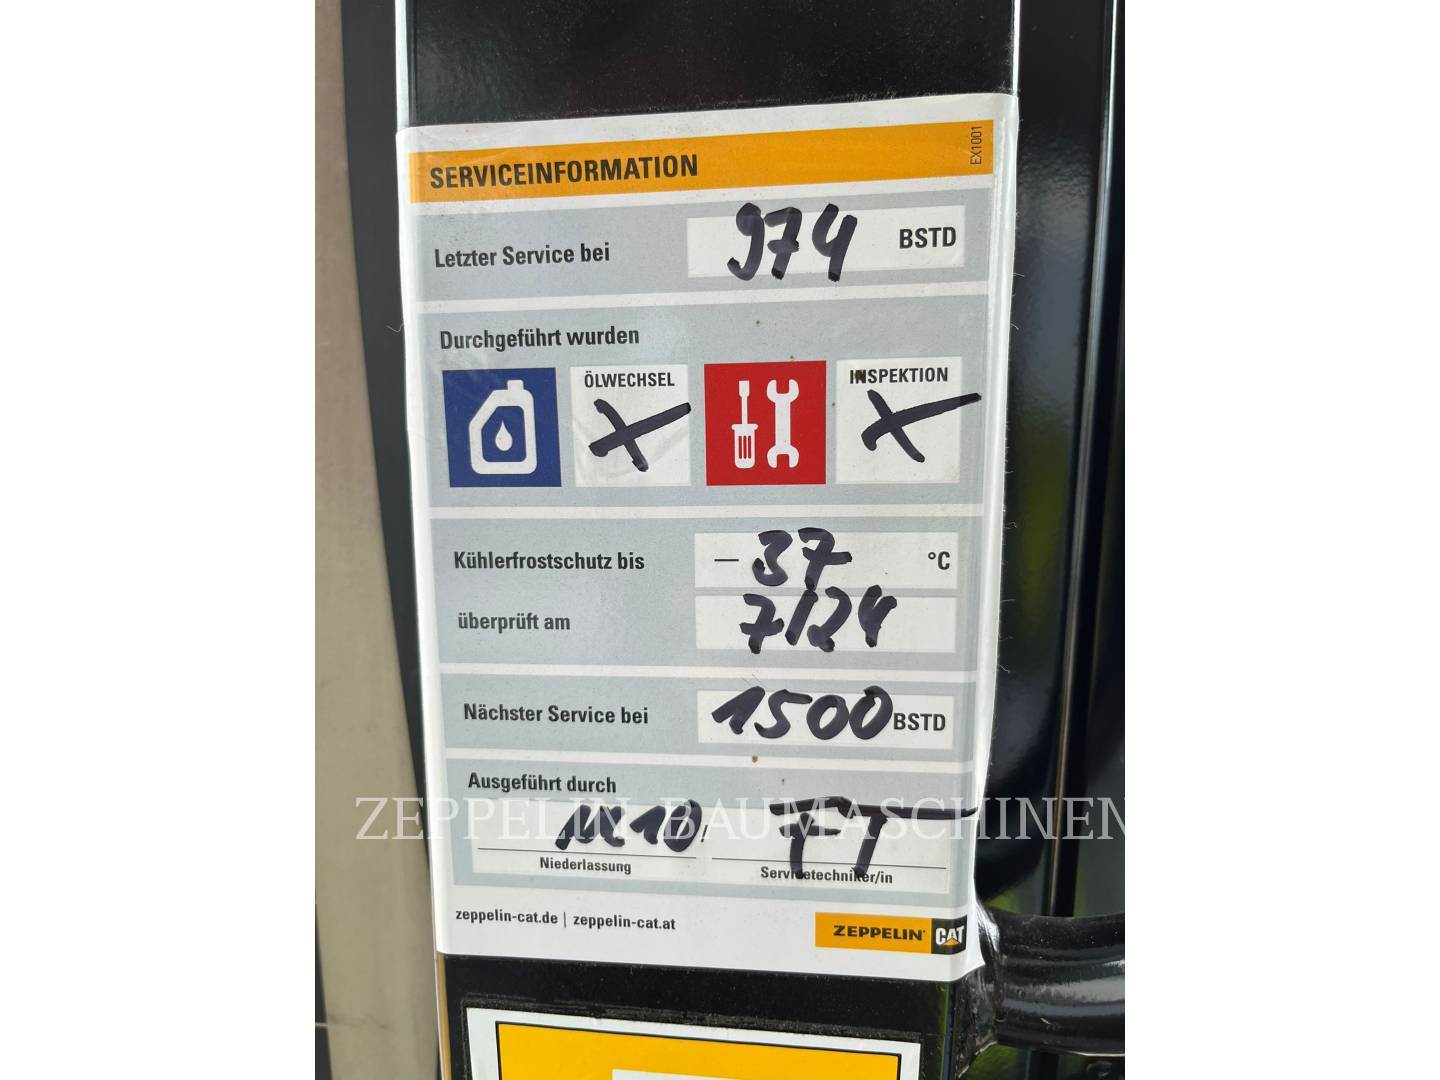 EX1001
SERVICEINFORMATION
Letzter Service bei 974 BSTD
Durchgeführt wurden
ÖLWECHSEL X INSPEKTION X
Kühlerfrostschutz bis – 37 °C
überprüft am 7/24
Nächster Service bei 1500 BSTD
Ausgeführt durch
ZEPPELIN BAUMASCHINEN
FT
Niederlassung Servicetechniker/in
zeppelin-cat.de | zeppelin-cat.at
ZEPPELIN CAT